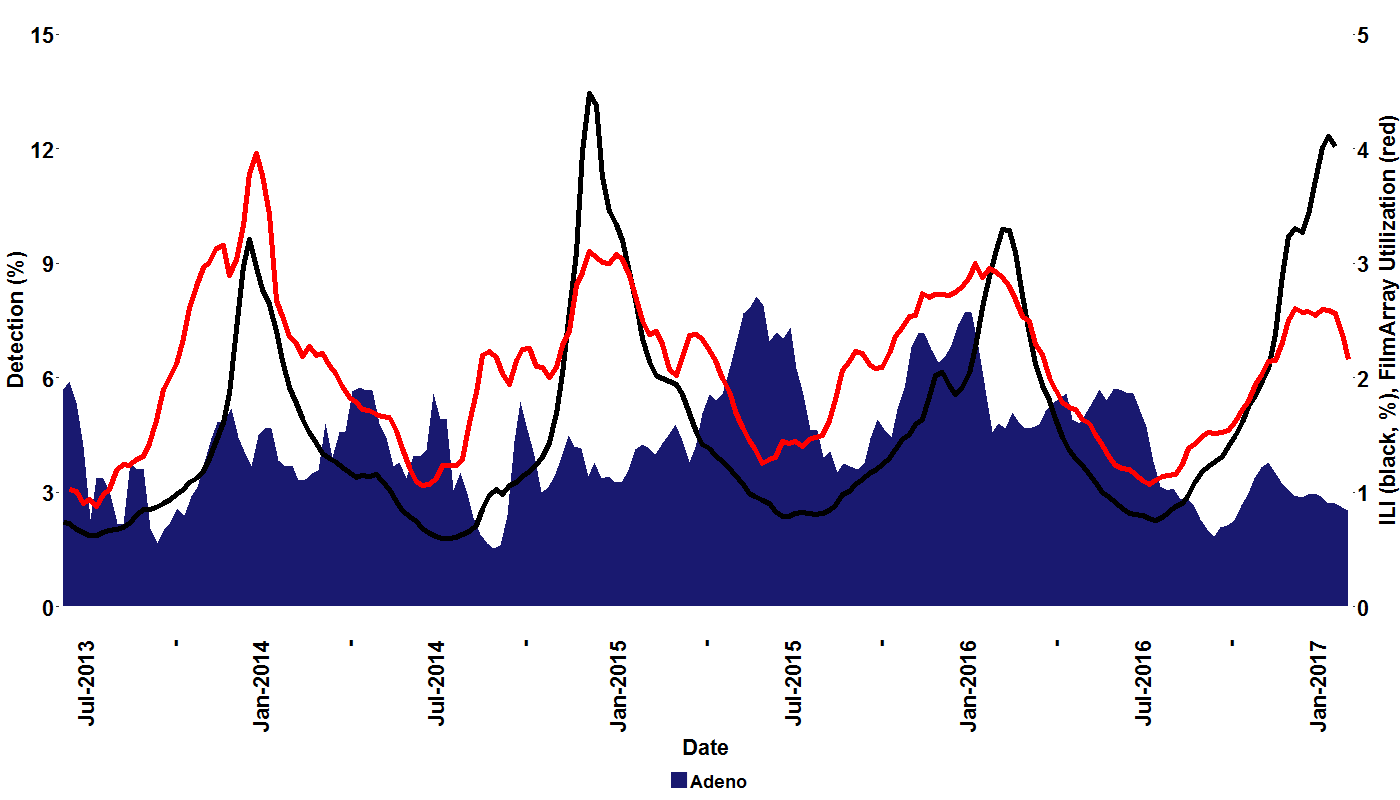 15
12
9
6
3
0
Detection (%)
5
4
3
2
1
0
ILI (black, %), FilmArray Utilization (red)
Jul-2013
-
Jan-2014
-
Jul-2014
-
Jan-2015
-
Jul-2015
-
Jan-2016
-
Jul-2016
-
Jan-2017
Date
Adeno